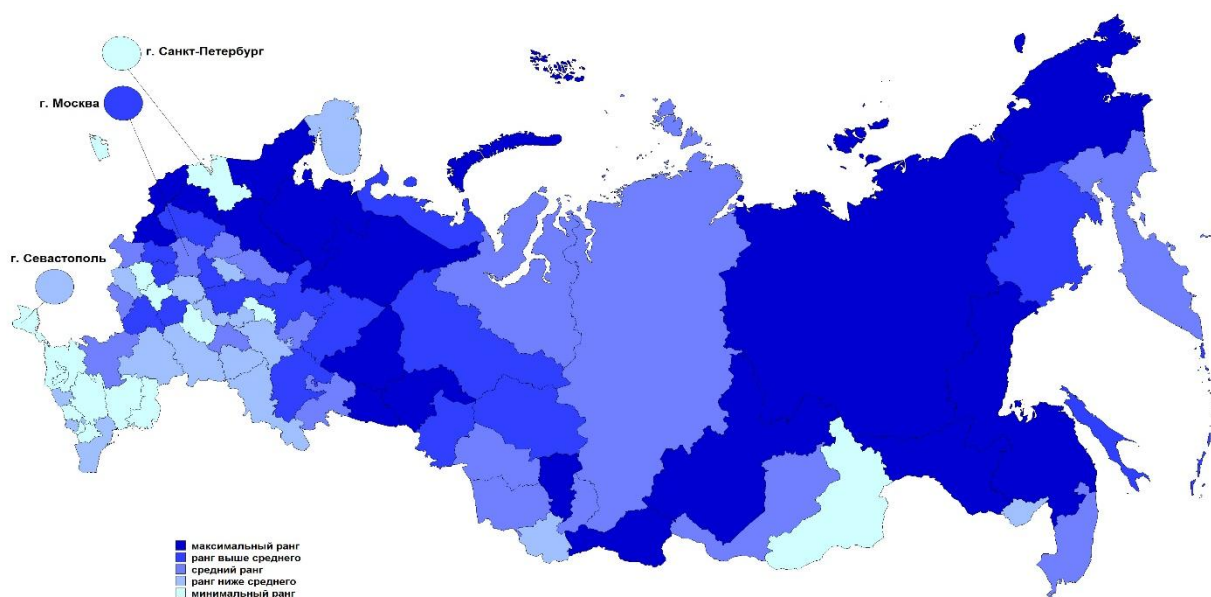 г. Санкт-Петербург
г. Москва
г. Севастополь
максимальный ранг
ранг выше среднего
средний ранг
ранг ниже среднего
минимальный ранг